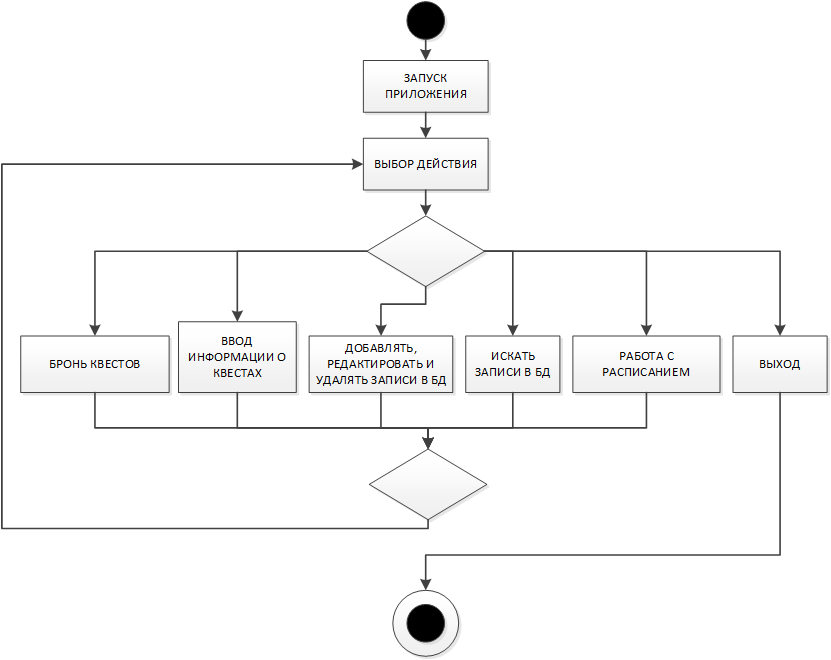 ЗАПУСК
ПРИЛОЖЕНИЯ
ВЫБОР ДЕЙСТВИЯ
БРОНЬ КВЕСТОВ
ВВОД
ИНФОРМАЦИИ О
КВЕСТАХ
ДОБАВЛЯТЬ,
РЕДАКТИРОВАТЬ И
УДАЛЯТЬ ЗАПИСИ В БД
ИСКАТЬ
ЗАПИСИ В БД
РАБОТА С
РАСПИСАНИЕМ
ВЫХОД